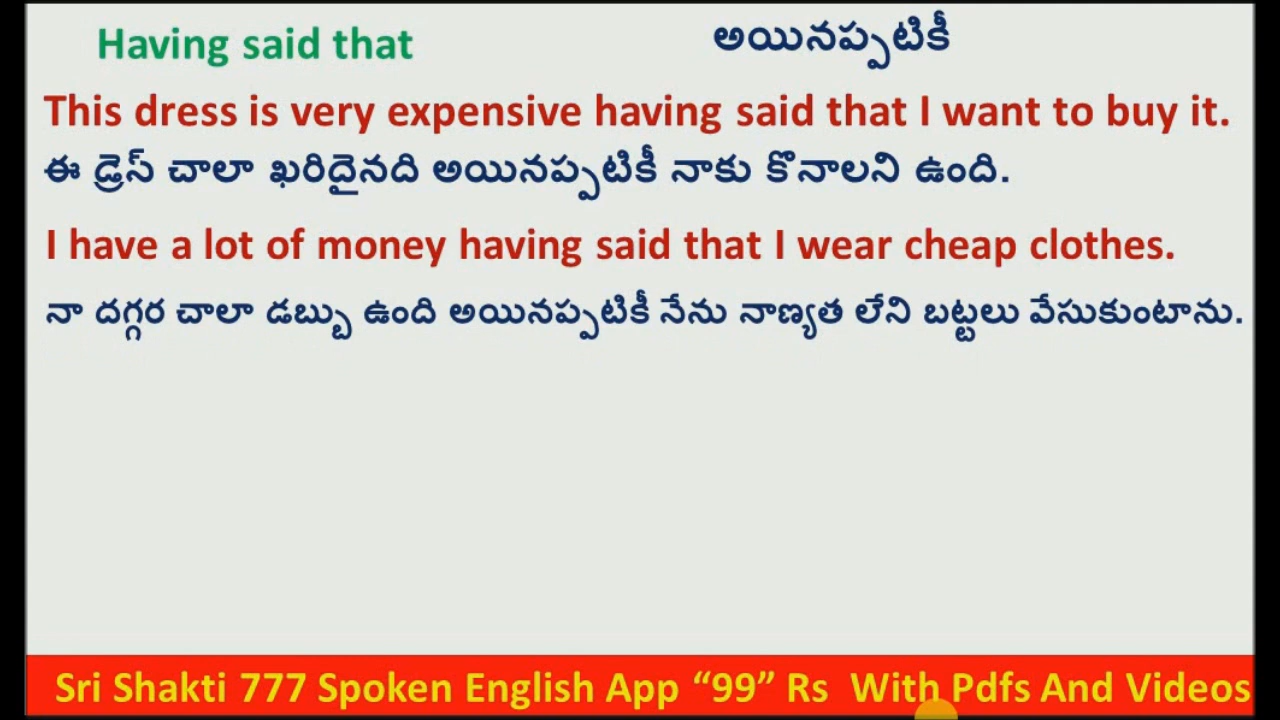 Having said that అయినప్పటికీ
This dress is very expensive having said that I want to buy it.
ఈ డ్రెస్ చాలా ఖరిదైనది అయినప్పటికీ నాకు కొనాలని ఉంది.
I have a lot of money having said that I wear cheap clothes.
నా దగ్గర చాలా డబ్బు ఉంది అయినప్పటికీ నేను నాణ్యత లేని బట్టలు వేసుకుంటాను.
Sri Shakti 777 Spoken English App “99” Rs With Pdfs And Videos